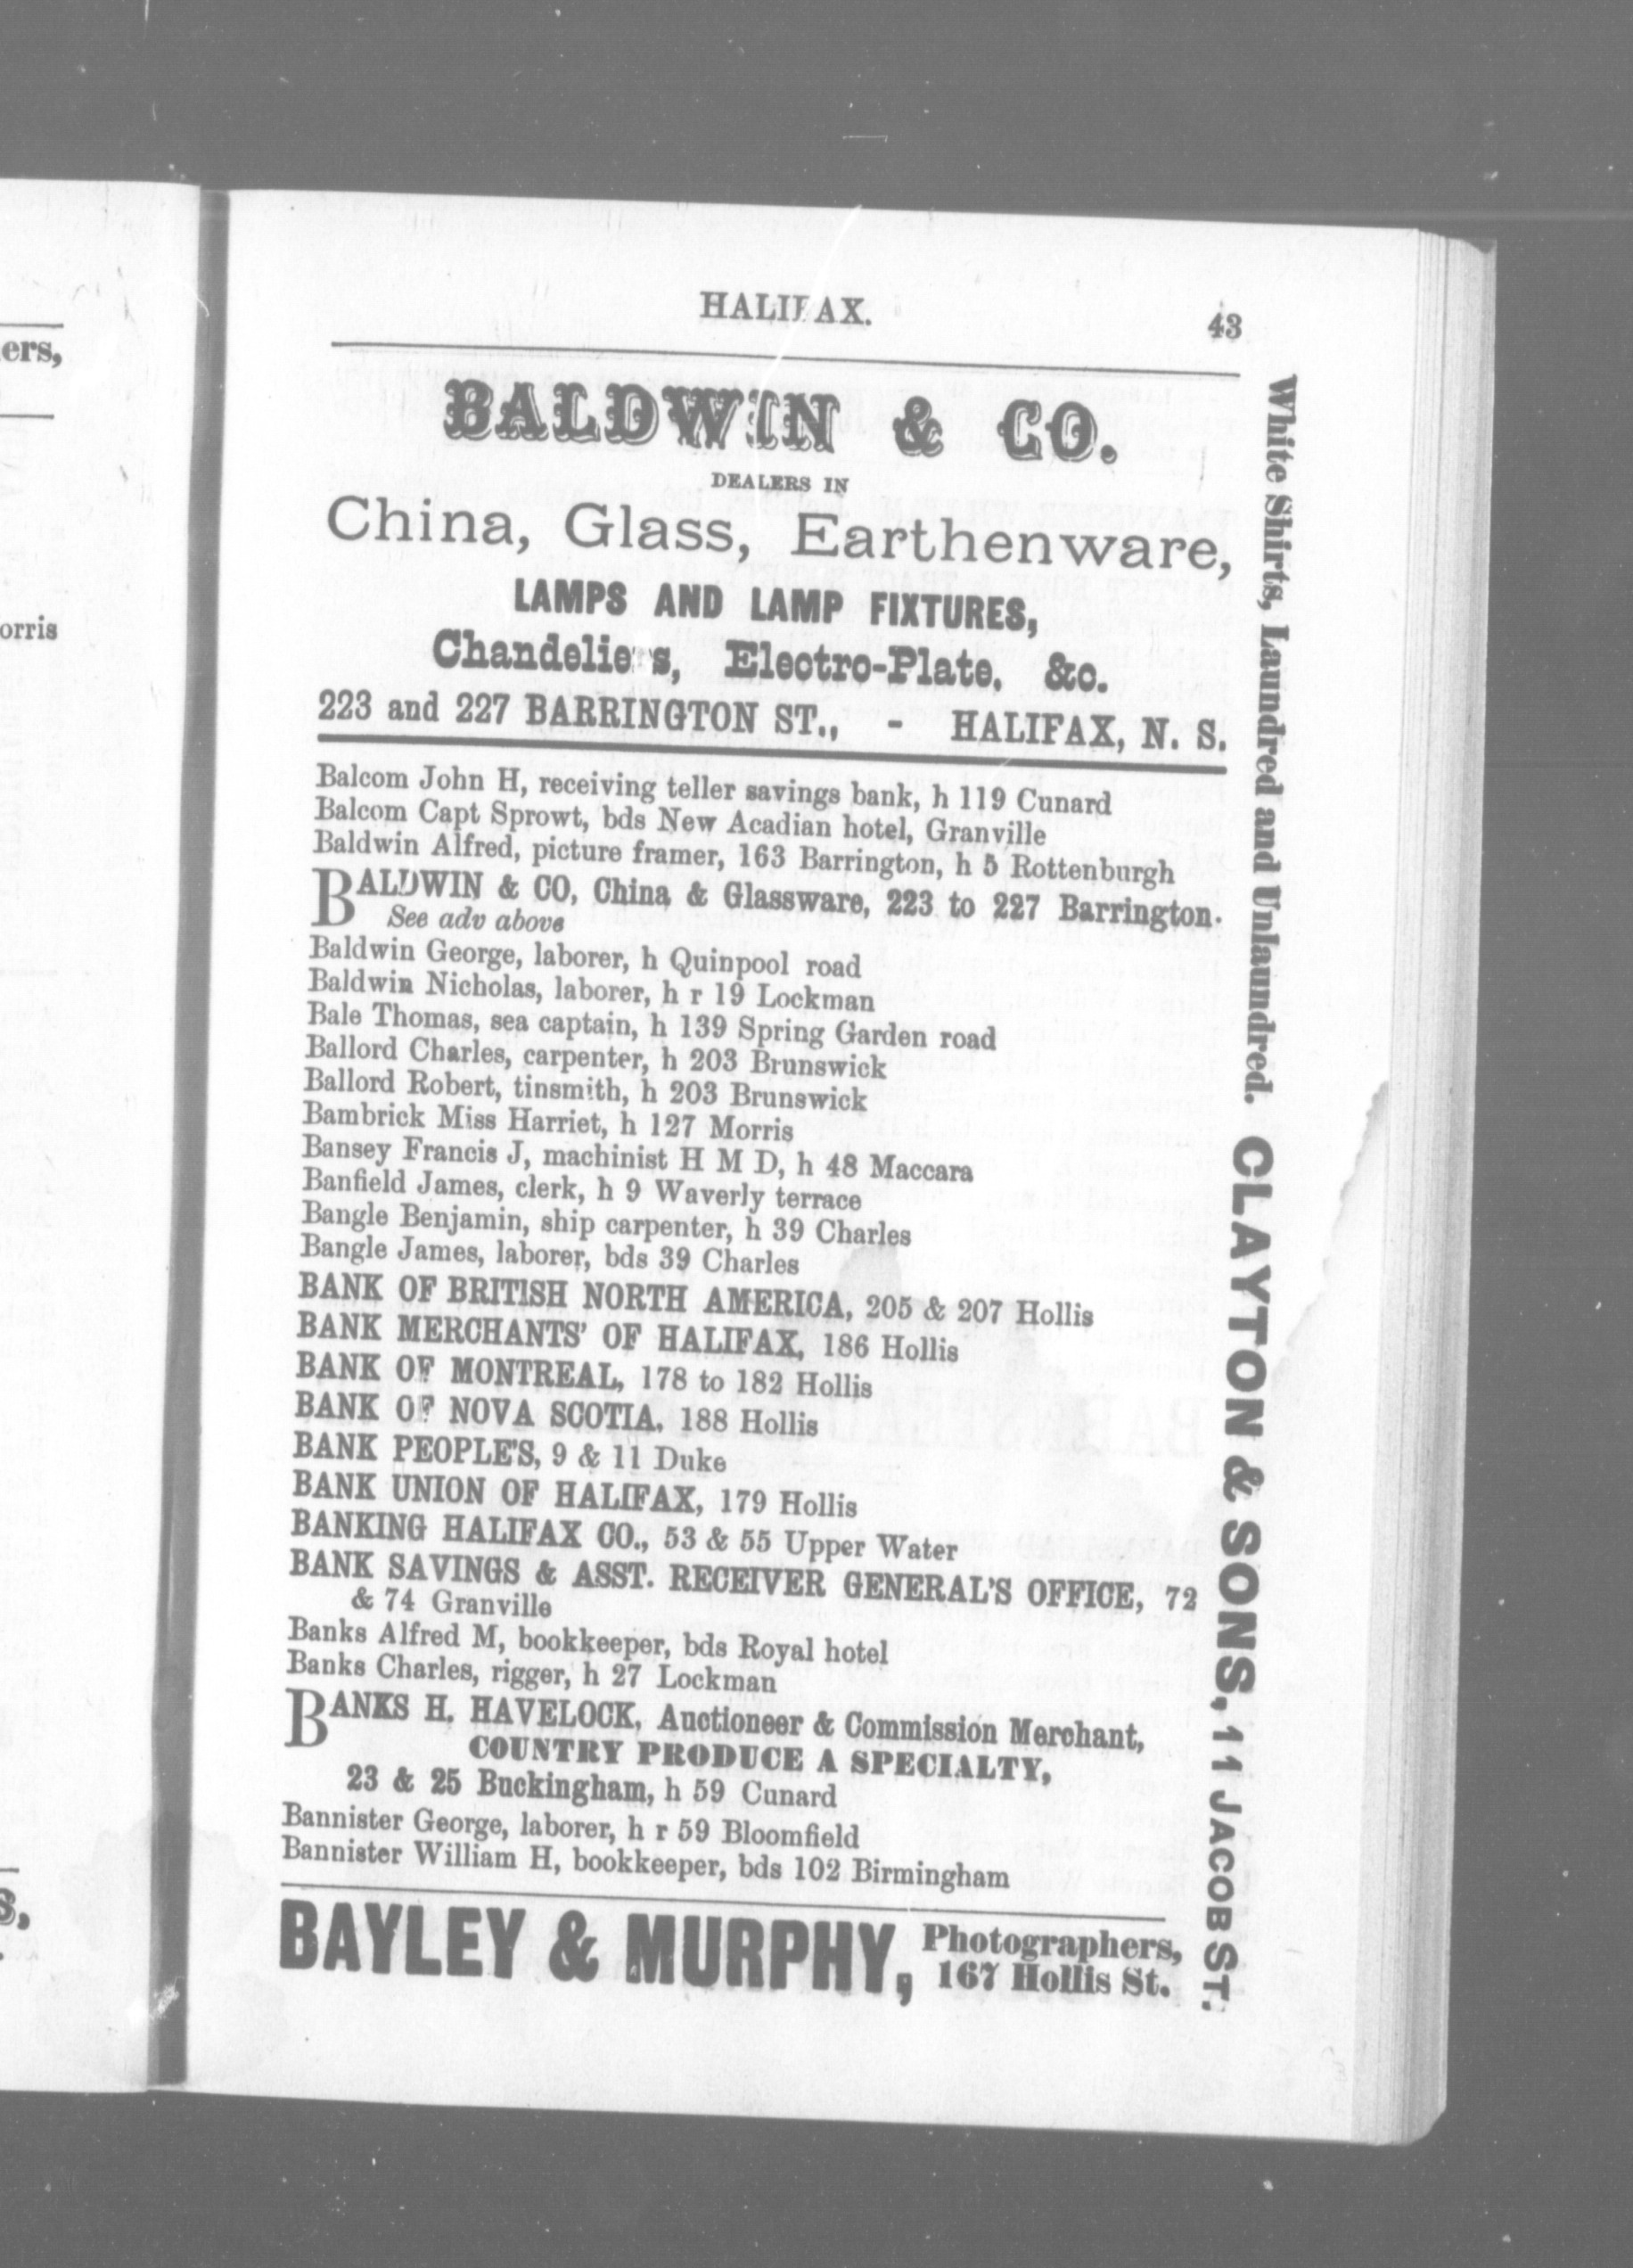 ers,
orris
HALIFAX.
43
BALDWIN & CO.
DEALERS IN
China, Glass, Earthenware,
LAMPS AND LAMP FIXTURES,
Chandeliers, Electro-Plate, &c.
223 and 227 BARRINGTON ST., - HALIFAX, N. S.
Balcom John H, receiving teller savings bank, h 119 Cunard
Balcom Capt Sprowt, bds New Acadian hotel, Granville
Baldwin Alfred, picture framer, 163 Barrington, h 5 Rottenburgh
BALDWIN & CO, China & Glassware, 223 to 227 Barrington.
See adv above
Baldwin George, laborer, h Quinpool road
Baldwin Nicholas, laborer, h r 19 Lockman
Bale Thomas, sea captain, h 139 Spring Garden road
Ballord Charles, carpenter, h 203 Brunswick
Ballord Robert, tinsmith, h 203 Brunswick
Bambrick Miss Harriet, h 127 Morris
Bansey Francis J, machinist H M D, h 48 Maccara
Banfield James, clerk, h 9 Waverly terrace
Bangle Benjamin, ship carpenter, h 39 Charles
Bangle James, laborer, bds 39 Charles
BANK OF BRITISH NORTH AMERICA, 205 & 207 Hollis
BANK MERCHANTS' OF HALIFAX, 186 Hollis
BANK OF MONTREAL, 178 to 182 Hollis
BANK OF NOVA SCOTIA, 188 Hollis
BANK PEOPLE'S, 9 & 11 Duke
BANK UNION OF HALIFAX, 179 Hollis
BANKING HALIFAX CO., 53 & 55 Upper Water
BANK SAVINGS & ASST. RECEIVER GENERAL'S OFFICE, 72
& 74 Granville
Banks Alfred M, bookkeeper, bds Royal hotel
Banks Charles, rigger, h 27 Lockman
BANKS H. HAVELOCK, Auctioneer & Commission Merchant,
COUNTRY PRODUCE A SPECIALTY,
23 & 25 Buckingham, h 59 Cunard
Bannister George, laborer, h r 59 Bloomfield
Bannister William H, bookkeeper, bds 102 Birmingham
BAYLEY & MURPHY, Photographers,
167 Hollis St.
White Shirts, Laundred and Unlaundred. CLAYTON & SONS, 11 JACOB ST.